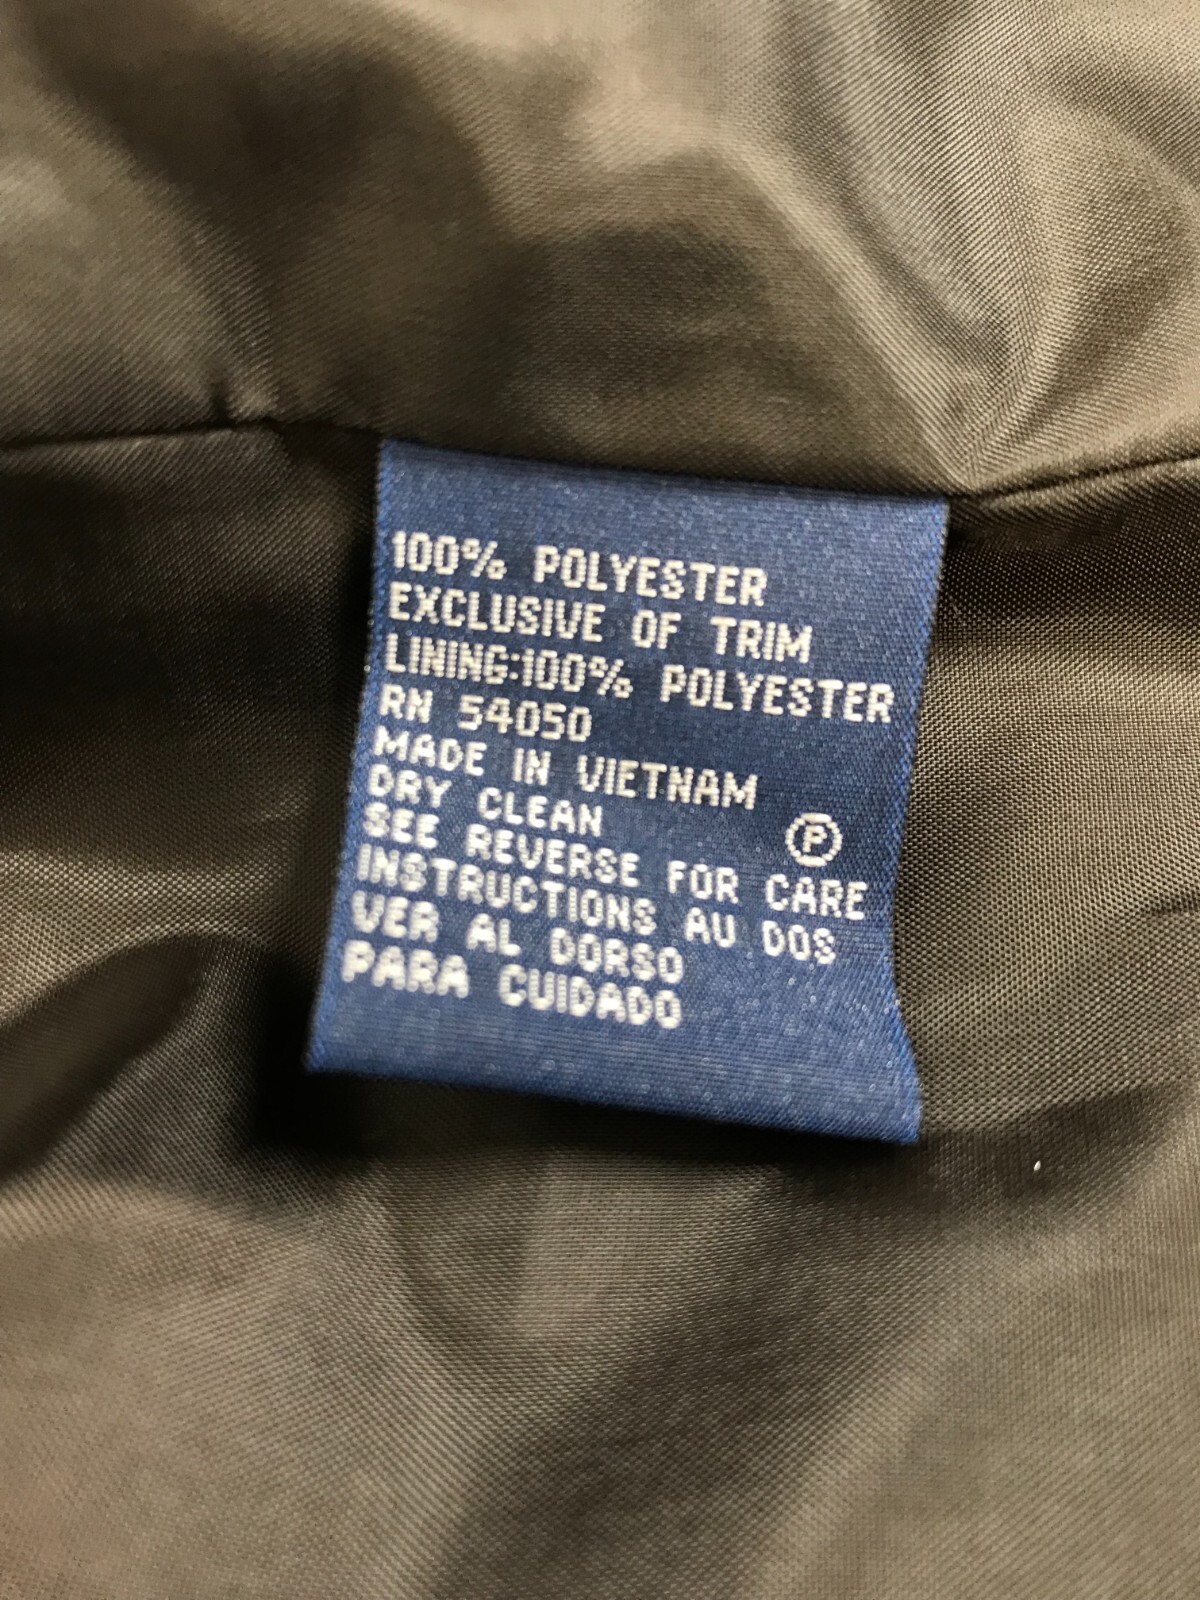 100% POLYESTER
EXCLUSIVE OF TRIM
LINING:100% POLYESTER
RN 54050
MADE IN VIETNAM
DRY CLEAN Ⓟ
SEE REVERSE FOR CARE
INSTRUCTIONS AU DOS
VER AL DORSO
PARA CUIDADO